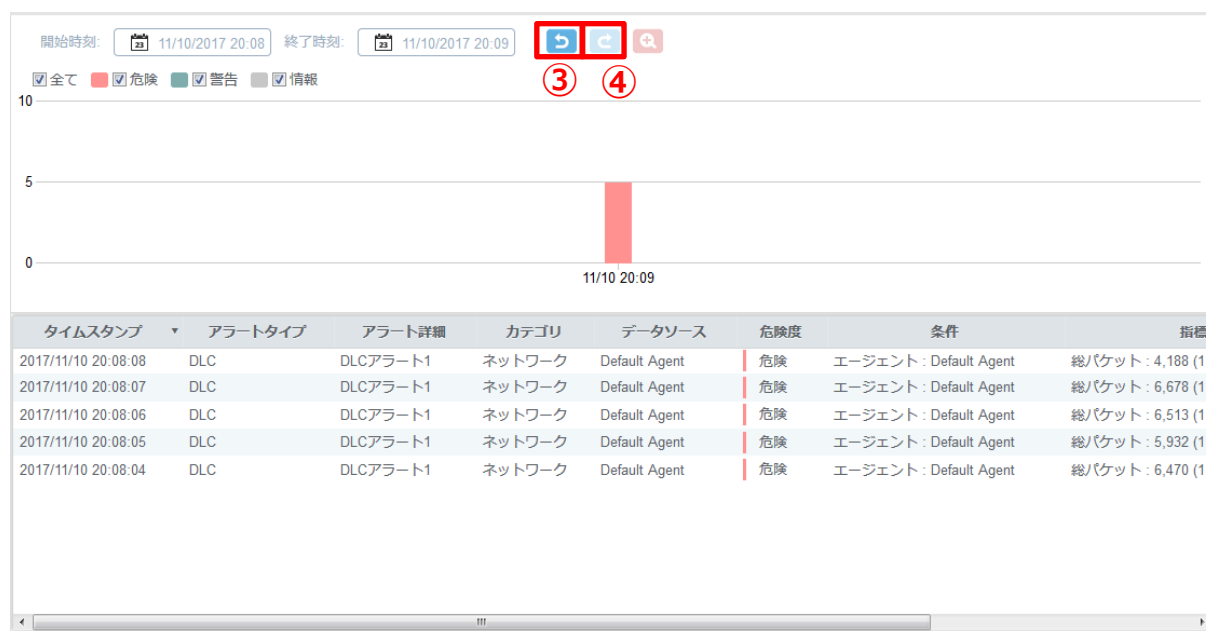 開始時刻: 23 11/10/2017 20:08 終了時刻: 23 11/10/2017 20:09
③ ④
全て 危険 警告 情報
10
5
0
11/10 20:09
タイムスタンプ ▼ アラートタイプ アラート詳細 カテゴリ データソース 危険度 条件 指標
2017/11/10 20:08:08 DLC DLCアラート1 ネットワーク Default Agent 危険 エージェント : Default Agent 総パケット : 4,188 (1
2017/11/10 20:08:07 DLC DLCアラート1 ネットワーク Default Agent 危険 エージェント : Default Agent 総パケット : 6,678 (1
2017/11/10 20:08:06 DLC DLCアラート1 ネットワーク Default Agent 危険 エージェント : Default Agent 総パケット : 6,513 (1
2017/11/10 20:08:05 DLC DLCアラート1 ネットワーク Default Agent 危険 エージェント : Default Agent 総パケット : 5,932 (1
2017/11/10 20:08:04 DLC DLCアラート1 ネットワーク Default Agent 危険 エージェント : Default Agent 総パケット : 6,470 (1